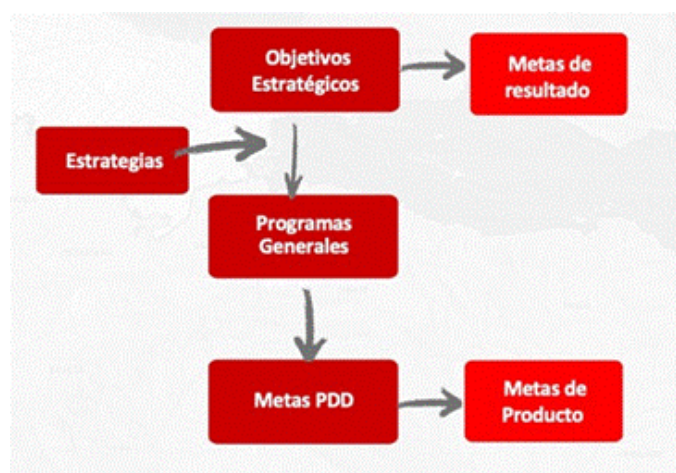 Objetivos
Estratégicos
Metas de
resultado
Estrategias
Programas
Generales
Metas PDD
Metas de
Producto